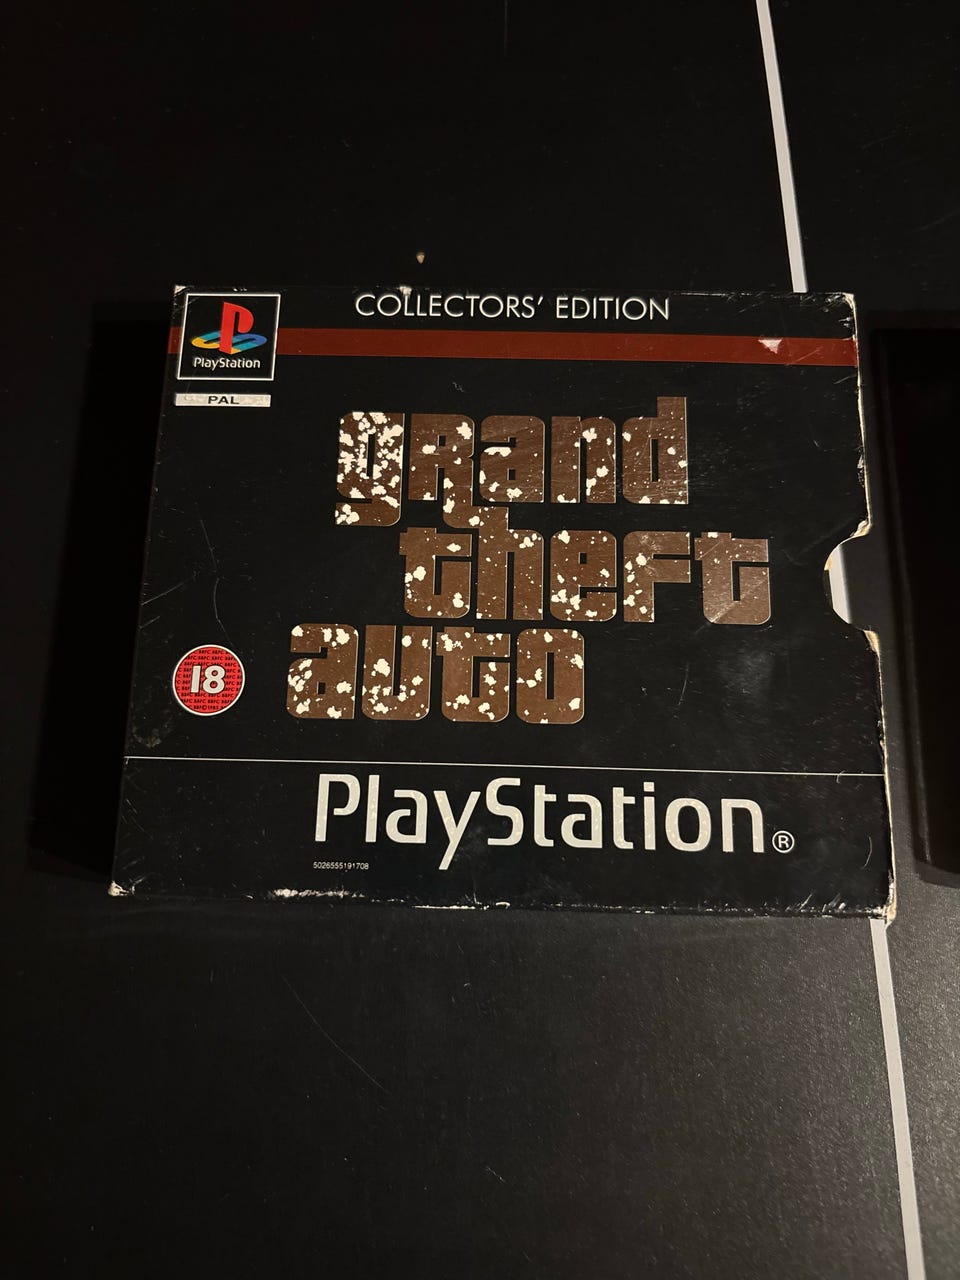 COLLECTORS' EDITION
PlayStation
PAL
grand
theft
auto
18
PlayStation®
5026555191708